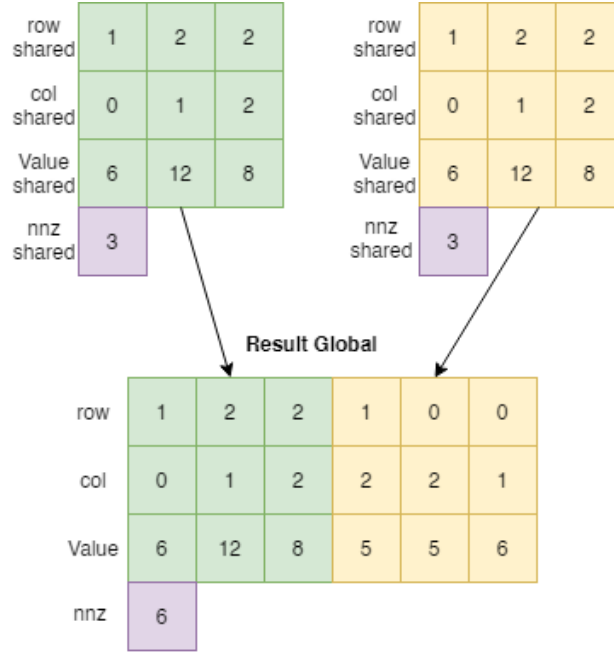 row shared 1 2 2
col shared 0 1 2
Value shared 6 12 8
nnz shared 3
row shared 1 2 2
col shared 0 1 2
Value shared 6 12 8
nnz shared 3
Result Global
row 1 2 2 1 0 0
col 0 1 2 2 2 1
Value 6 12 8 5 5 6
nnz 6